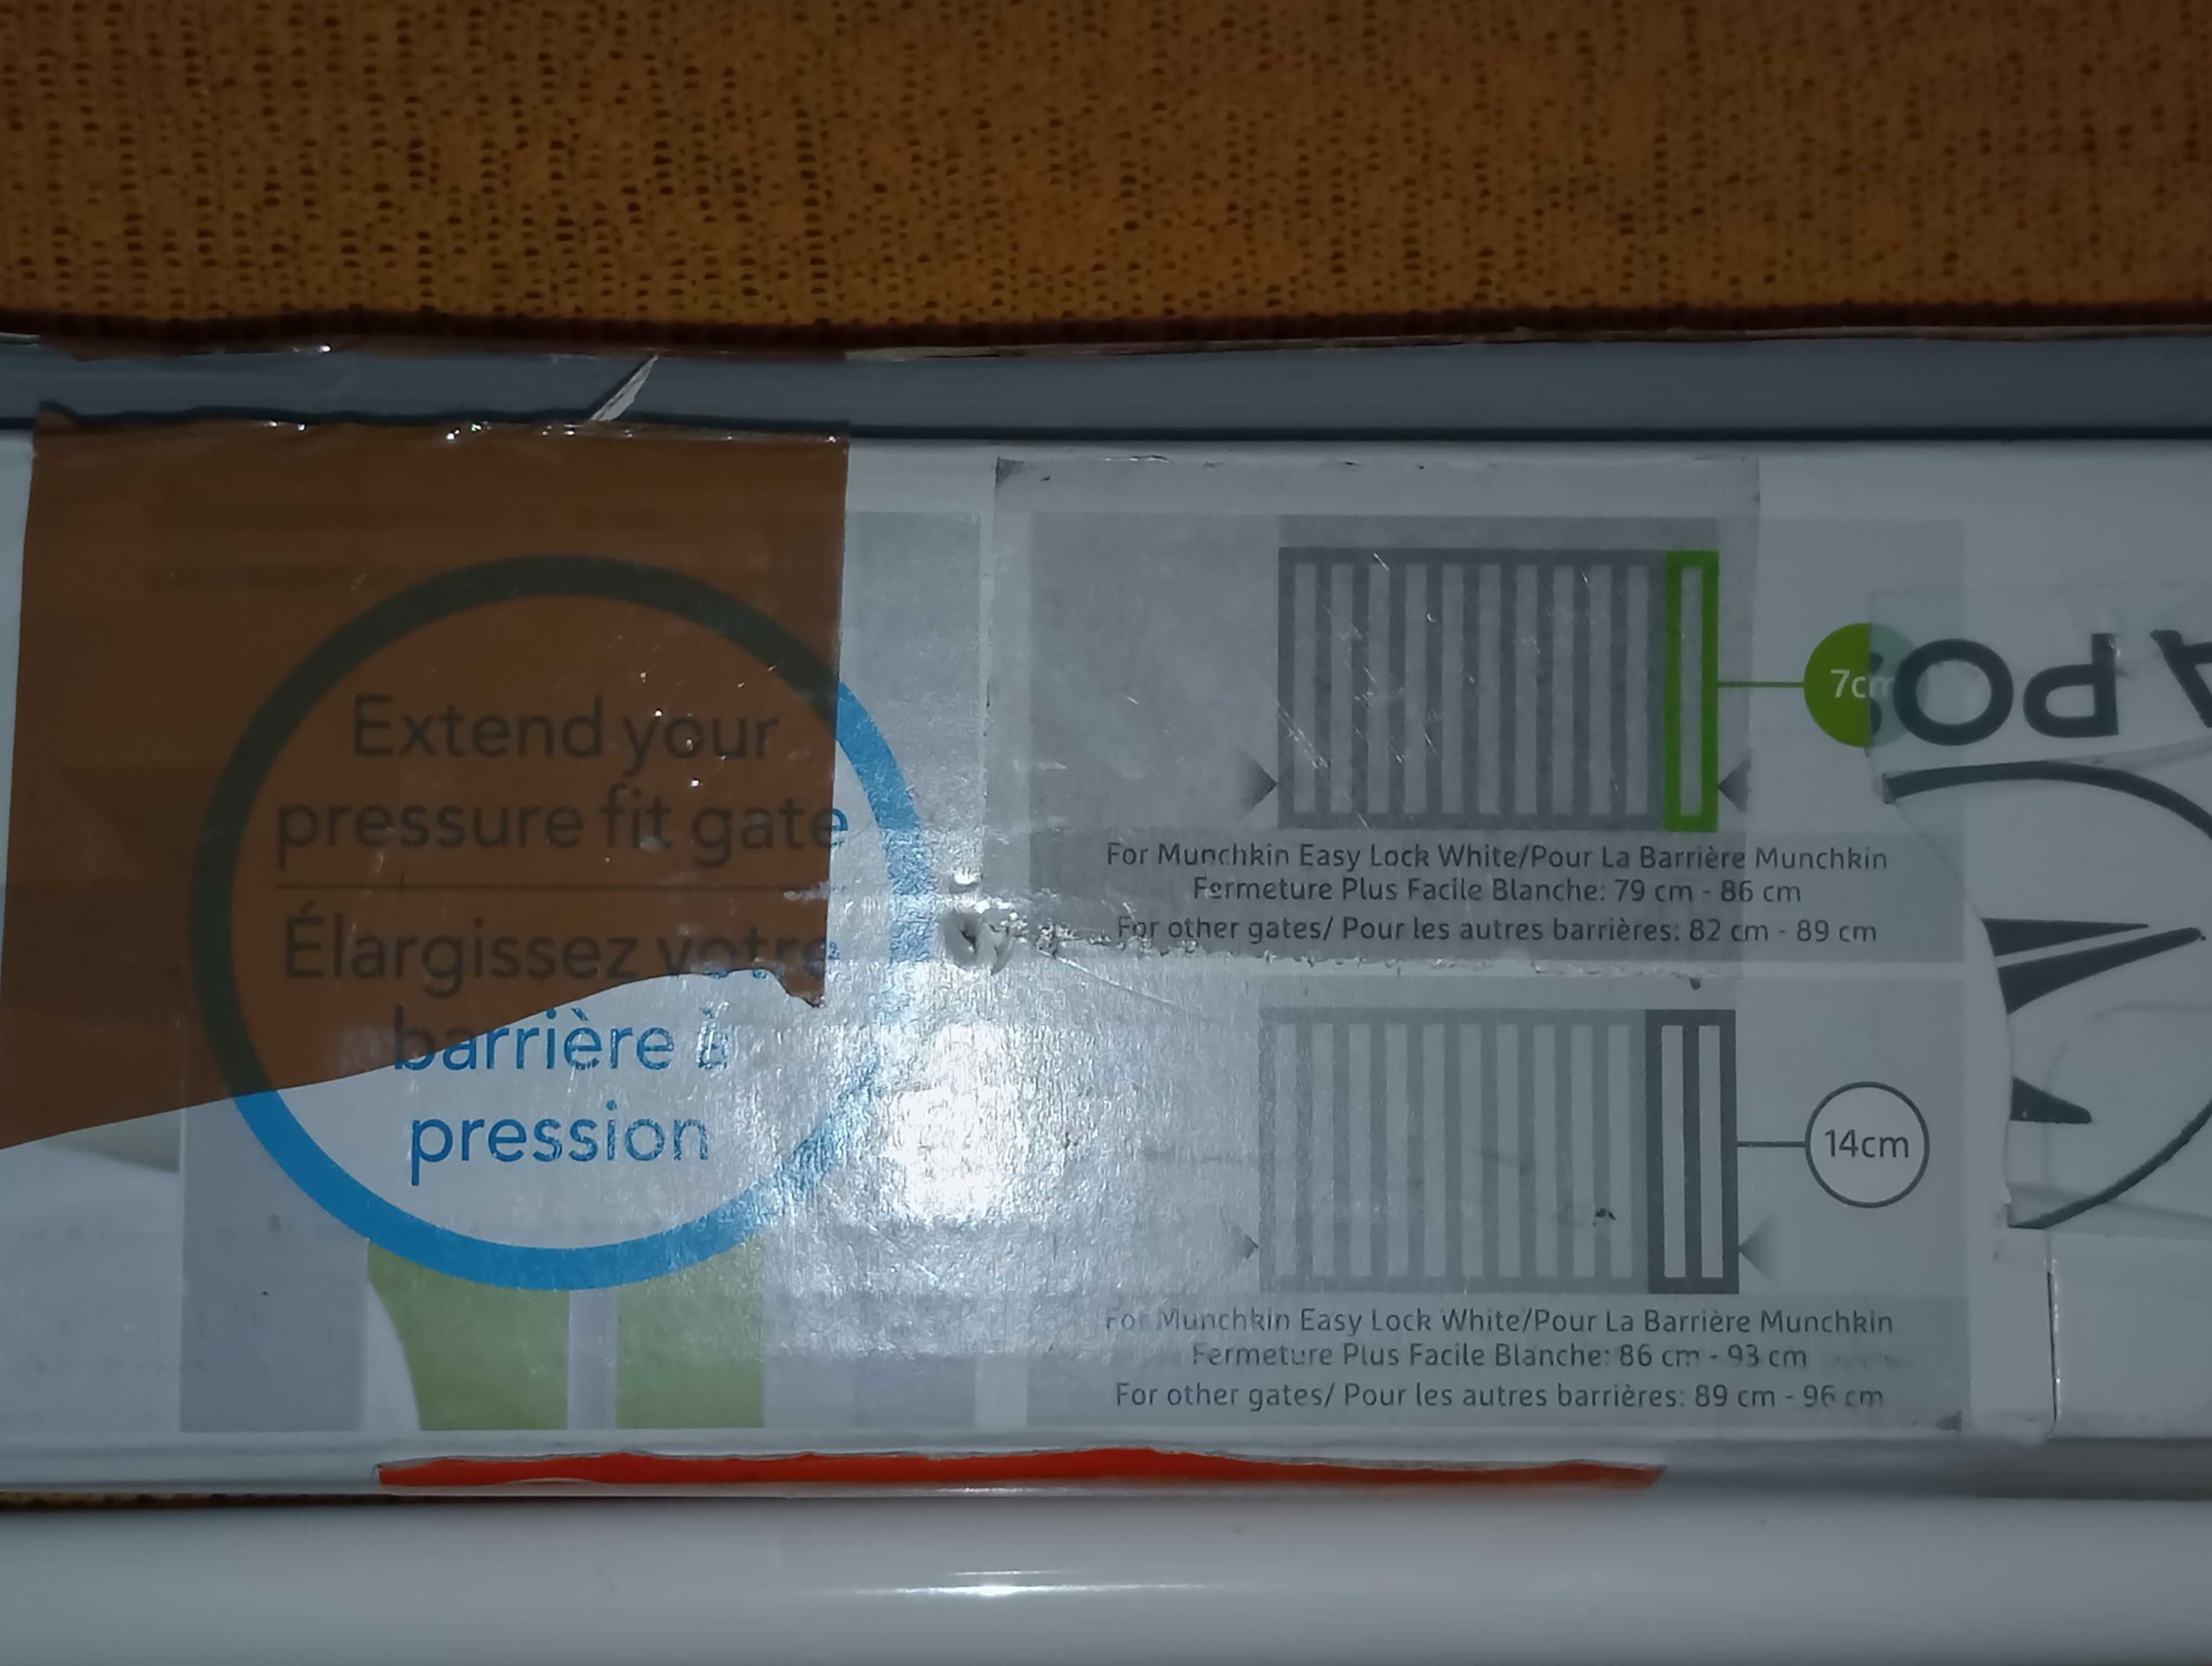 Extend your
pressure fit gate
Élargissez votre
barrière à
pression
7cm
For Munchkin Easy Lock White/Pour La Barrière Munchkin
Fermeture Plus Facile Blanche: 79 cm - 86 cm
For other gates/ Pour les autres barrières: 82 cm - 89 cm
14cm
For Munchkin Easy Lock White/Pour La Barrière Munchkin
Fermeture Plus Facile Blanche: 86 cm - 93 cm
For other gates/ Pour les autres barrières: 89 cm - 96 cm